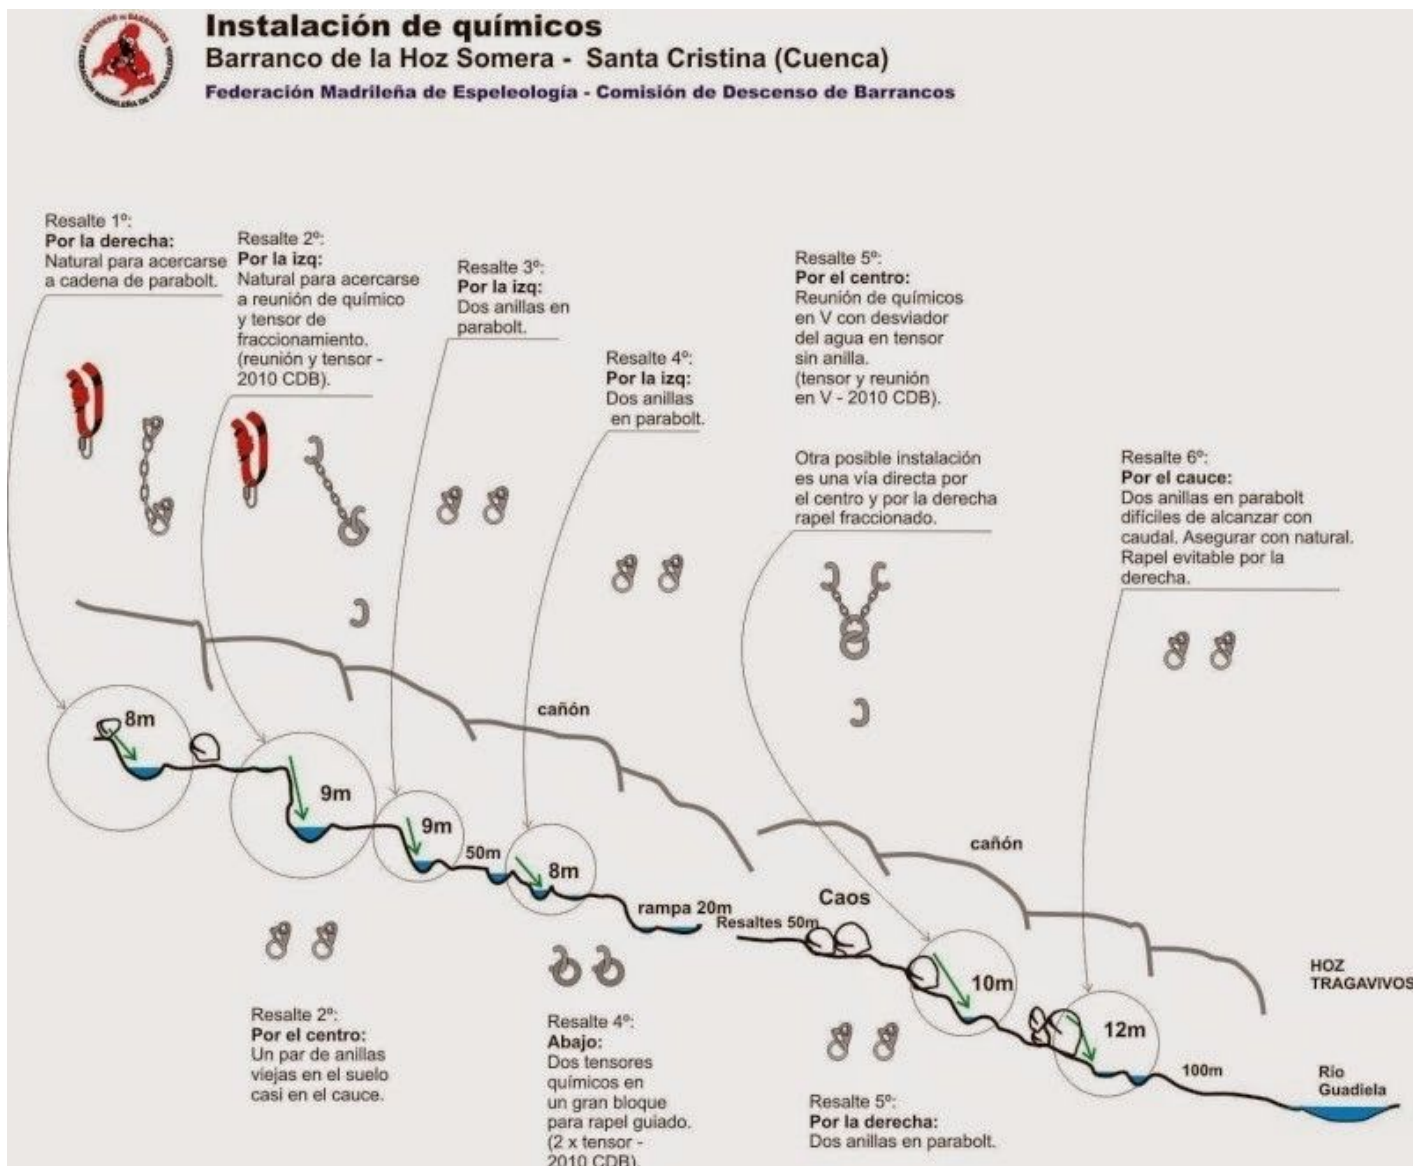 DESCENSO DE BARRANCOS
FEDERACIÓN MADRILEÑA DE ESPELEOLOGÍA
Instalación de químicos
Barranco de la Hoz Somera - Santa Cristina (Cuenca)
Federación Madrileña de Espeleología - Comisión de Descenso de Barrancos
Resalte 1º:
Por la derecha:
Natural para acercarse
a cadena de parabolt.
Resalte 2º:
Por la izq:
Natural para acercarse
a reunión de químico
y tensor de
fraccionamiento.
(reunión y tensor -
2010 CDB).
Resalte 3º:
Por la izq:
Dos anillas en
parabolt.
Resalte 4º:
Por la izq:
Dos anillas
en parabolt.
Resalte 5º:
Por el centro:
Reunión de químicos
en V con desviador
del agua en tensor
sin anilla.
(tensor y reunión
en V - 2010 CDB).
Otra posible instalación
es una vía directa por
el centro y por la derecha
rapel fraccionado.
Resalte 6º:
Por el cauce:
Dos anillas en parabolt
difíciles de alcanzar con
caudal. Asegurar con natural.
Rapel evitable por la
derecha.
8m
9m
9m
50m
8m
cañón
rampa 20m
Resaltes 50m
Caos
cañón
10m
12m
100m
HOZ
TRAGAVIVOS
Rio
Guadiela
Resalte 2º:
Por el centro:
Un par de anillas
viejas en el suelo
casi en el cauce.
Resalte 4º:
Abajo:
Dos tensores
químicos en
un gran bloque
para rapel guiado.
(2 x tensor -
2010 CDB).
Resalte 5º:
Por la derecha:
Dos anillas en parabolt.